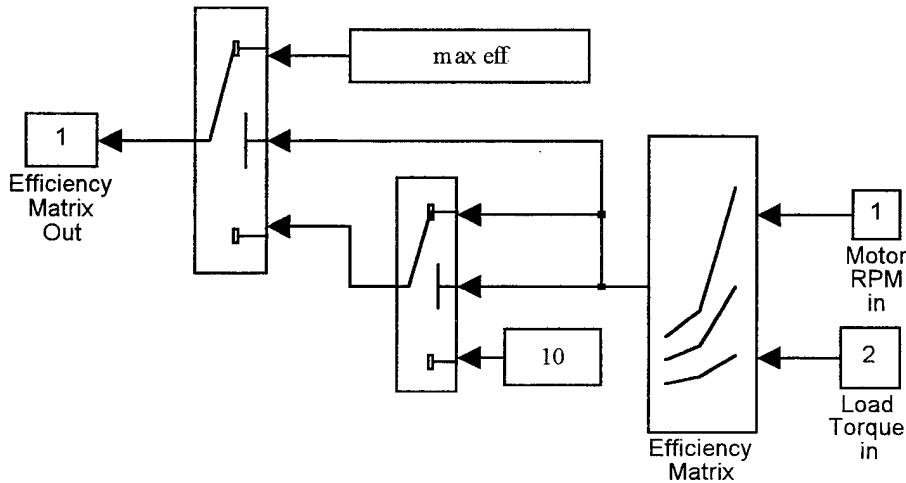 max eff
1
Efficiency
Matrix
Out
1
Motor
RPM
in
10
2
Load
Torque
in
Efficiency
Matrix